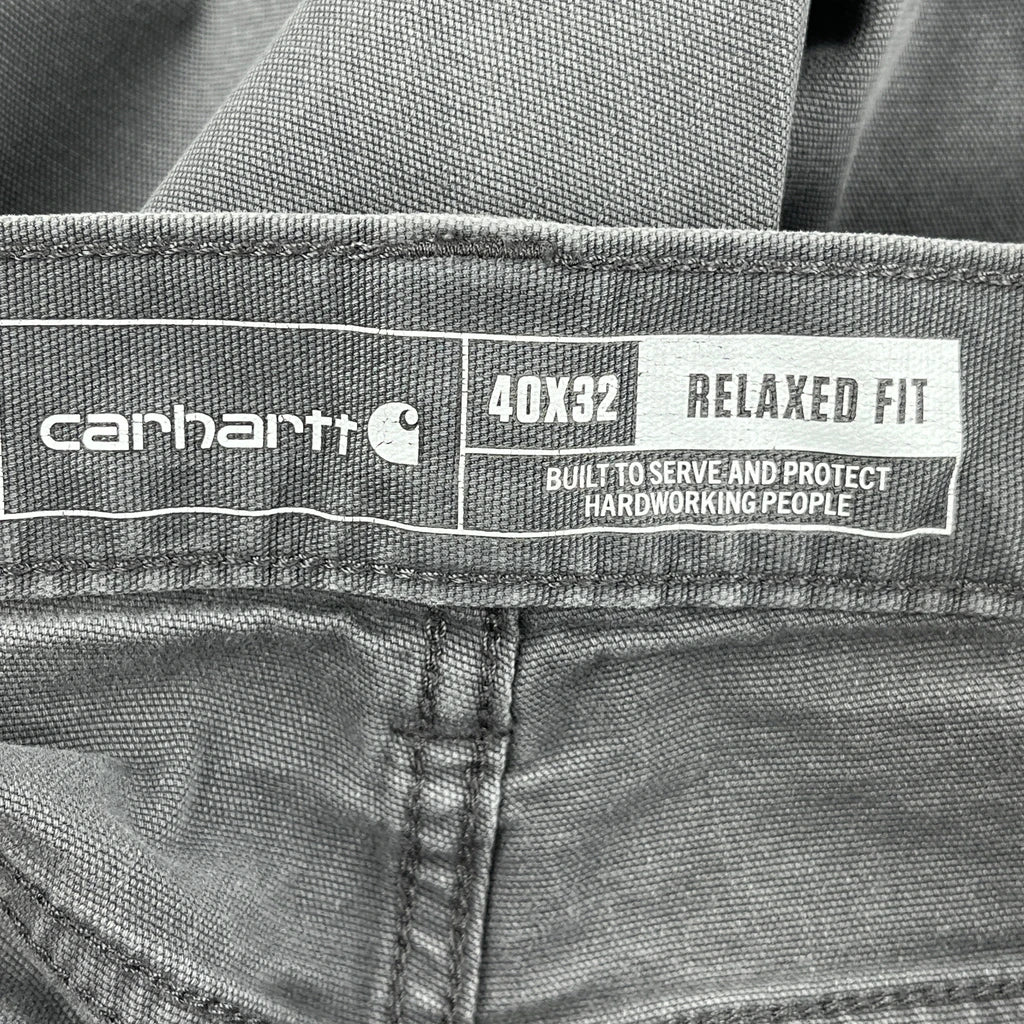 carhartt
40X32
RELAXED FIT
BUILT TO SERVE AND PROTECT
HARDWORKING PEOPLE